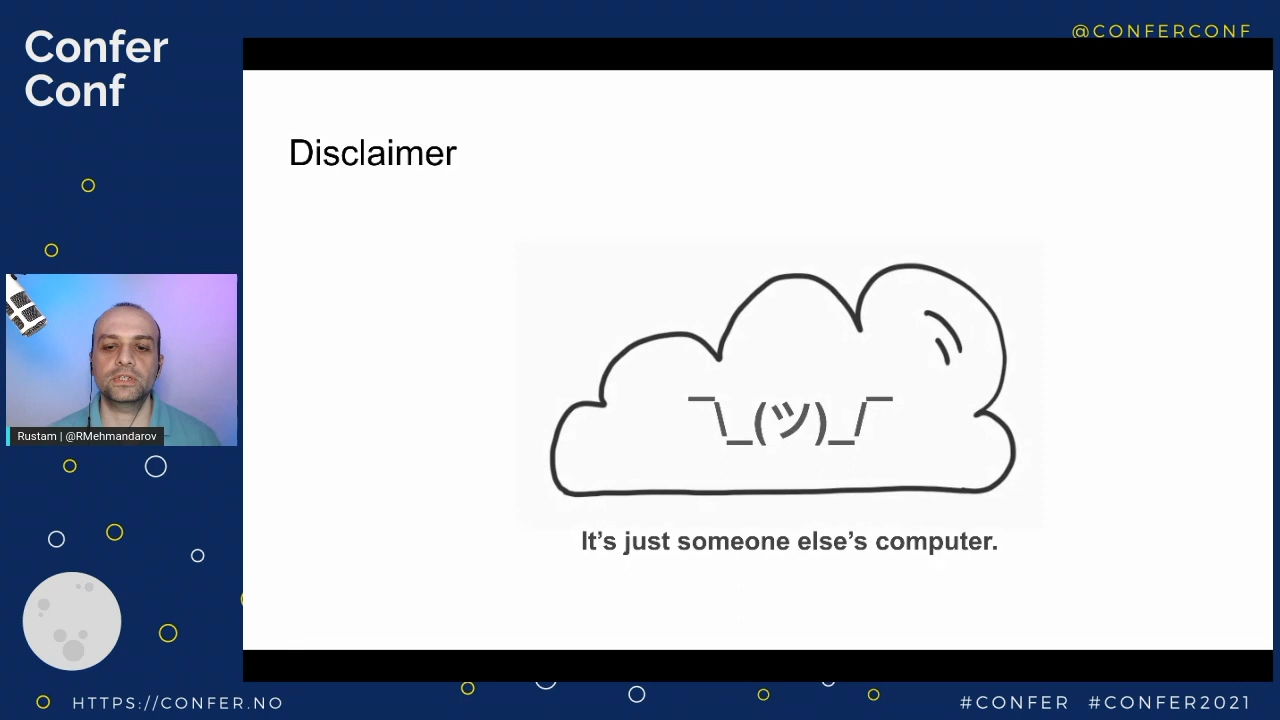 Confer
Conf
@CONFERCONF
Disclaimer
¯\_(ツ)_/¯
It's just someone else's computer.
Rustam | @RMehmandarov
HTTPS://CONFER.NO
#CONFER #CONFER2021